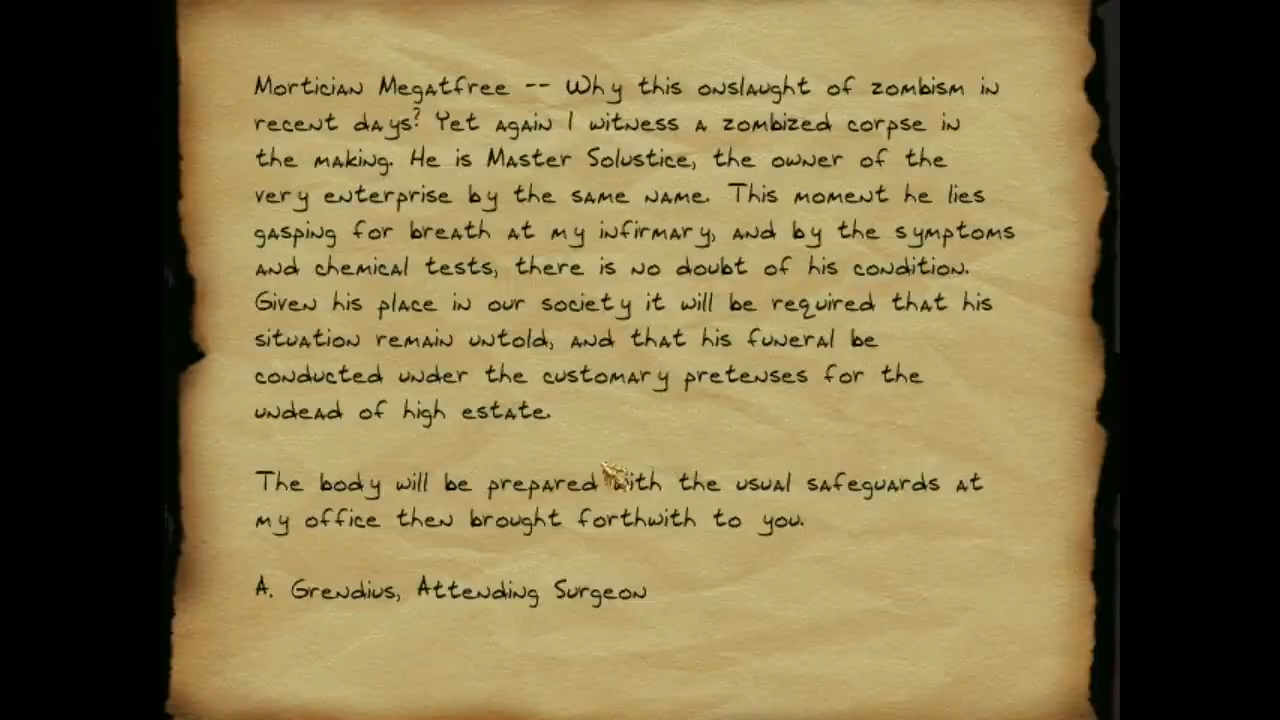 Mortician Megatfree -- Why this onslaught of zombism in
recent days? Yet again I witness a zombized corpse in
the making. He is Master Solustice, the owner of the
very enterprise by the same name. This moment he lies
gasping for breath at my infirmary, and by the symptoms
and chemical tests, there is no doubt of his condition.
Given his place in our society it will be required that his
situation remain untold, and that his funeral be
conducted under the customary pretenses for the
undead of high estate.
The body will be prepared with the usual safeguards at
my office then brought forthwith to you.
A. Grendius, Attending Surgeon